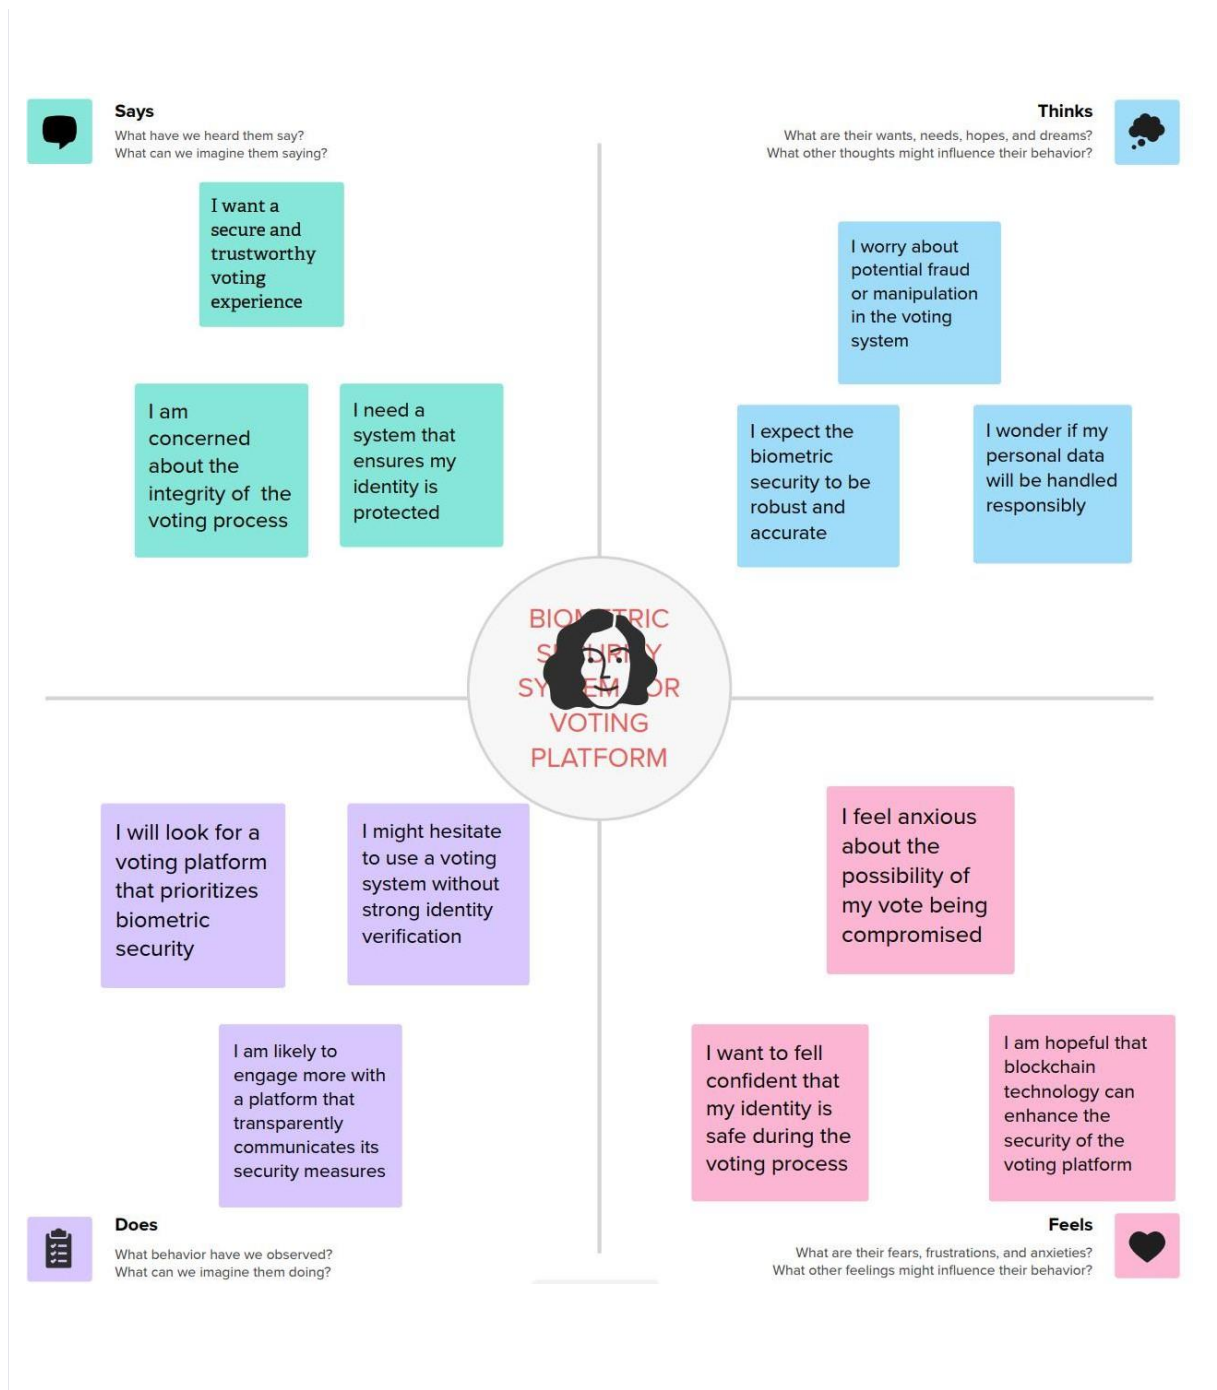 Says
What have we heard them say?
What can we imagine them saying?
I want a
secure and
trustworthy
voting
experience
I am
concerned
about the
integrity of the
voting process
I need a
system that
ensures my
identity is
protected
Thinks
What are their wants, needs, hopes, and dreams?
What other thoughts might influence their behavior?
I worry about
potential fraud
or manipulation
in the voting
system
I expect the
biometric
security to be
robust and
accurate
I wonder if my
personal data
will be handled
responsibly
BIOMETRIC
SECURITY
SYSTEM FOR
VOTING
PLATFORM
I will look for a
voting platform
that prioritizes
biometric
security
I might hesitate
to use a voting
system without
strong identity
verification
I am likely to
engage more with
a platform that
transparently
communicates its
security measures
Does
What behavior have we observed?
What can we imagine them doing?
I feel anxious
about the
possibility of
my vote being
compromised
I want to fell
confident that
my identity is
safe during the
voting process
I am hopeful that
blockchain
technology can
enhance the
security of the
voting platform
Feels
What are their fears, frustrations, and anxieties?
What other feelings might influence their behavior?